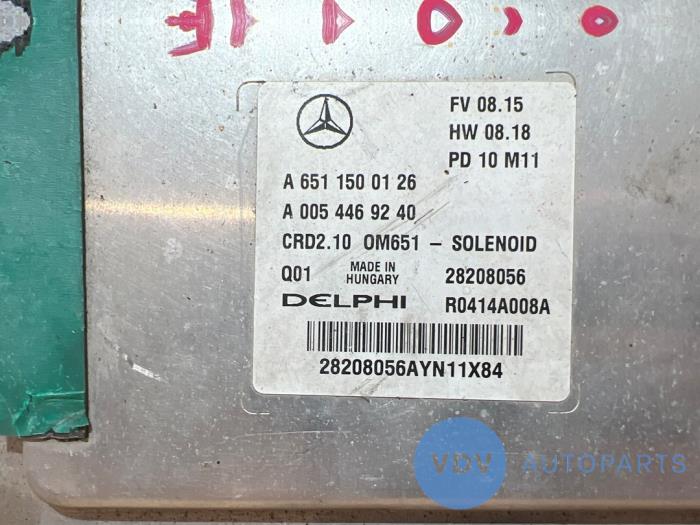 FV 08.15
HW 08.18
PD 10 M11
A 651 150 01 26
A 005 446 92 40
CRD2.10 OM651 – SOLENOID
Q01 MADE IN HUNGARY 28208056
DELPHI R0414A008A
28208056AYN11X84
VDV AUTOPARTS